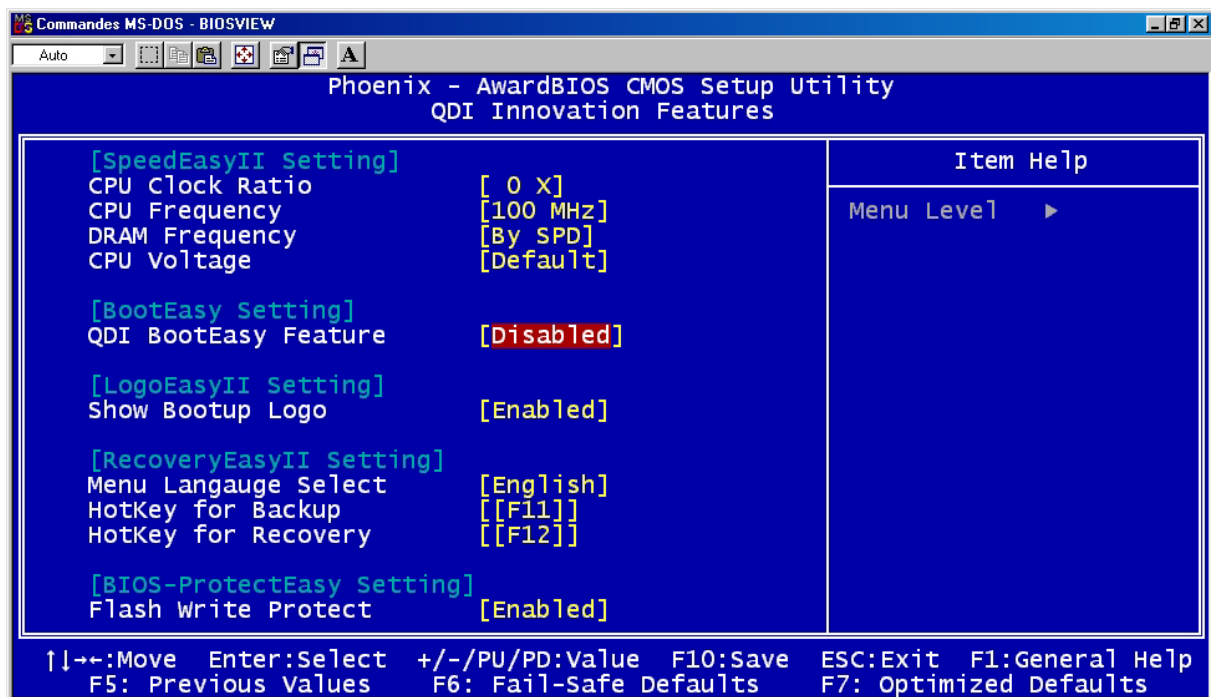 Commandes MS-DOS - BIOSVIEW
Auto
A
Phoenix - AwardBIOS CMOS Setup Utility
QDI Innovation Features
[SpeedEasyII Setting]
CPU Clock Ratio [ 0 X]
CPU Frequency [100 MHz]
DRAM Frequency [By SPD]
CPU Voltage [Default]
[BootEasy Setting]
QDI BootEasy Feature [Disabled]
[LogoEasyII Setting]
Show Bootup Logo [Enabled]
[RecoveryEasyII Setting]
Menu Langauge Select [English]
HotKey for Backup [[F11]]
HotKey for Recovery [[F12]]
[BIOS-ProtectEasy Setting]
Flash Write Protect [Enabled]
Item Help
Menu Level ▶
↑↓→←:Move Enter:Select +/-/PU/PD:Value F10:Save ESC:Exit F1:General Help
F5: Previous Values F6: Fail-Safe Defaults F7: Optimized Defaults